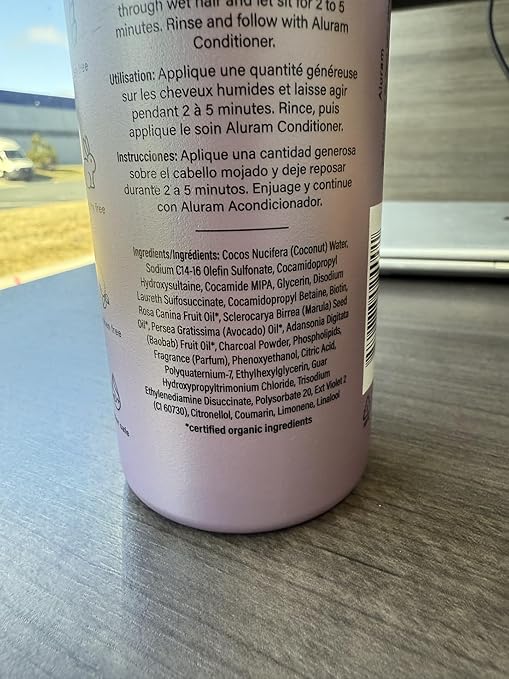 through wet hair and let sit for 2 to 5
minutes. Rinse and follow with Aluram
Conditioner.
Utilisation: Applique une quantité généreuse
sur les cheveux humides et laisse agir
pendant 2 à 5 minutes. Rince, puis
applique le soin Aluram Conditioner.
Instrucciones: Aplique una cantidad generosa
sobre el cabello mojado y deje reposar
durante 2 a 5 minutos. Enjuage y continue
con Aluram Acondicionador.
Ingredients/Ingrédients: Cocos Nucifera (Coconut) Water,
Sodium C14-16 Olefin Sulfonate, Cocamidopropyl
Hydroxysultaine, Cocamide MIPA, Glycerin, Disodium
Laureth Sulfosuccinate, Cocamidopropyl Betaine, Biotin,
Rosa Canina Fruit Oil*, Sclerocarya Birrea (Marula) Seed
Oil*, Persea Gratissima (Avocado) Oil*, Adansonia Digitata
(Baobab) Fruit Oil*, Charcoal Powder, Phospholipids,
Fragrance (Parfum), Phenoxyethanol, Citric Acid,
Polyquaternium-7, Ethylhexylglycerin, Guar
Hydroxypropyltrimonium Chloride, Trisodium
Ethylenediamine Disuccinate, Polysorbate 20, Ext Violet 2
(CI 60730), Citronellol, Coumarin, Limonene, Linalool
*certified organic ingredients
Aluram